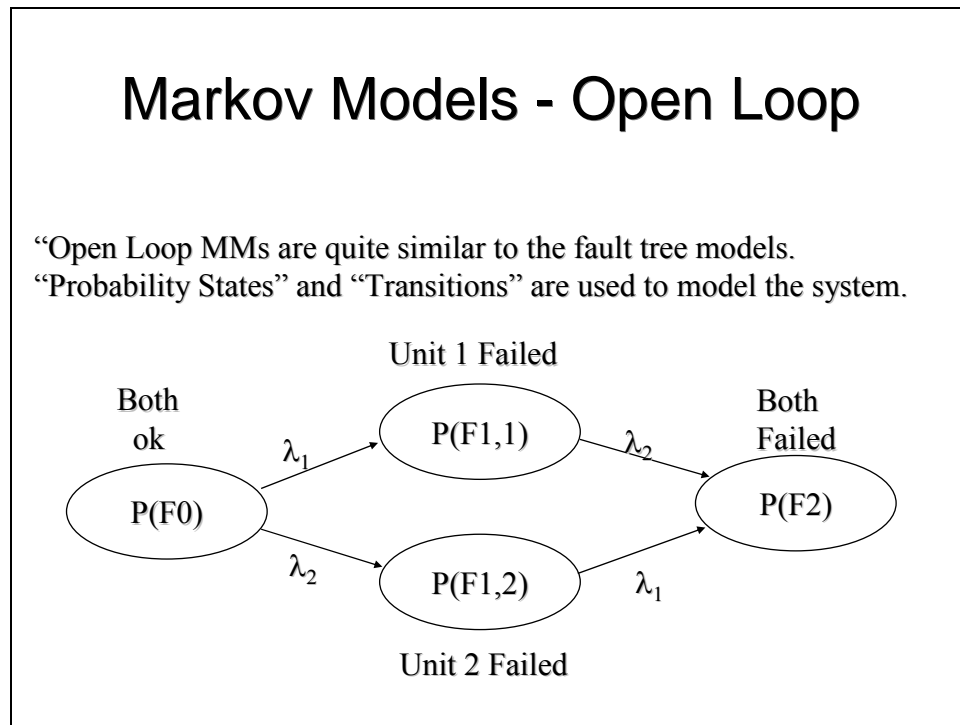 Markov Models - Open Loop
“Open Loop MMs are quite similar to the fault tree models.
“Probability States” and “Transitions” are used to model the system.
Unit 1 Failed
Both
ok
P(F1,1)
Both
Failed
λ₁
λ₂
P(F0)
P(F2)
λ₂
P(F1,2)
λ₁
Unit 2 Failed